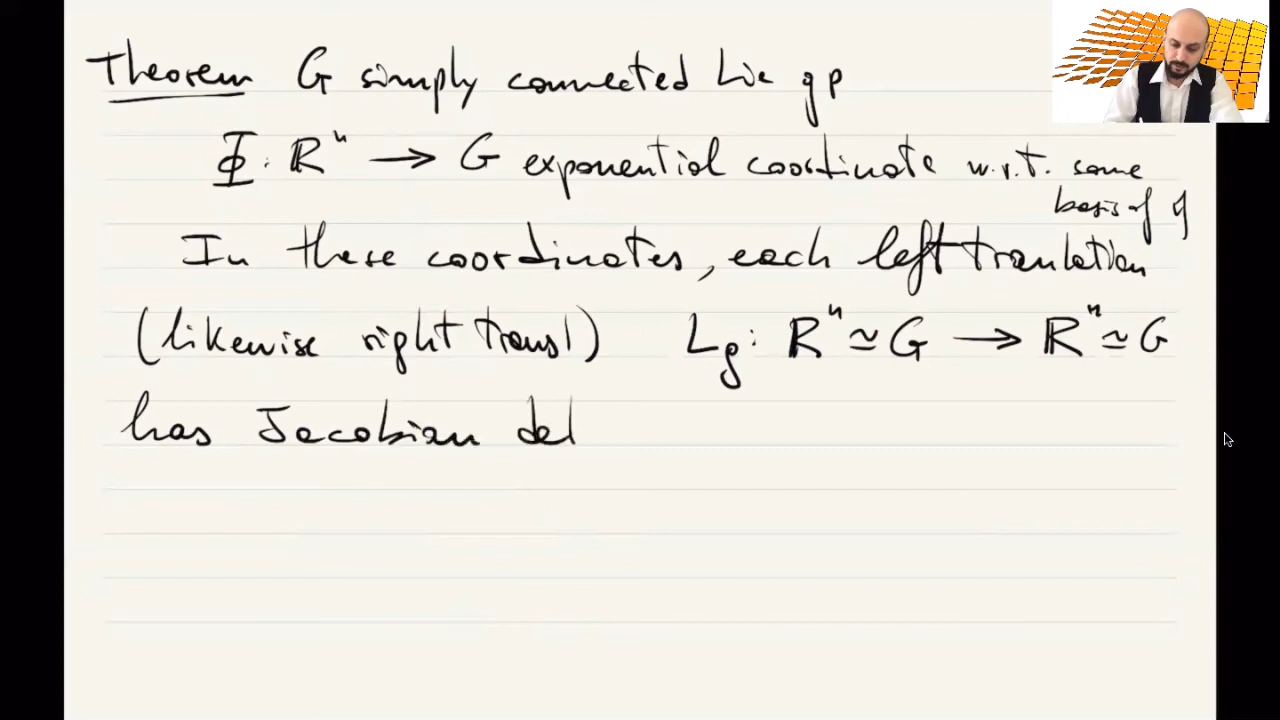 Theorem G simply connected Lie gp
Φ: ℝⁿ → G exponential coordinate w.r.t. some
basis of g
In these coordinates, each left tranlation
(likewise right transl) L_g: ℝⁿ ≃ G → ℝⁿ ≃ G
has Jacobian det